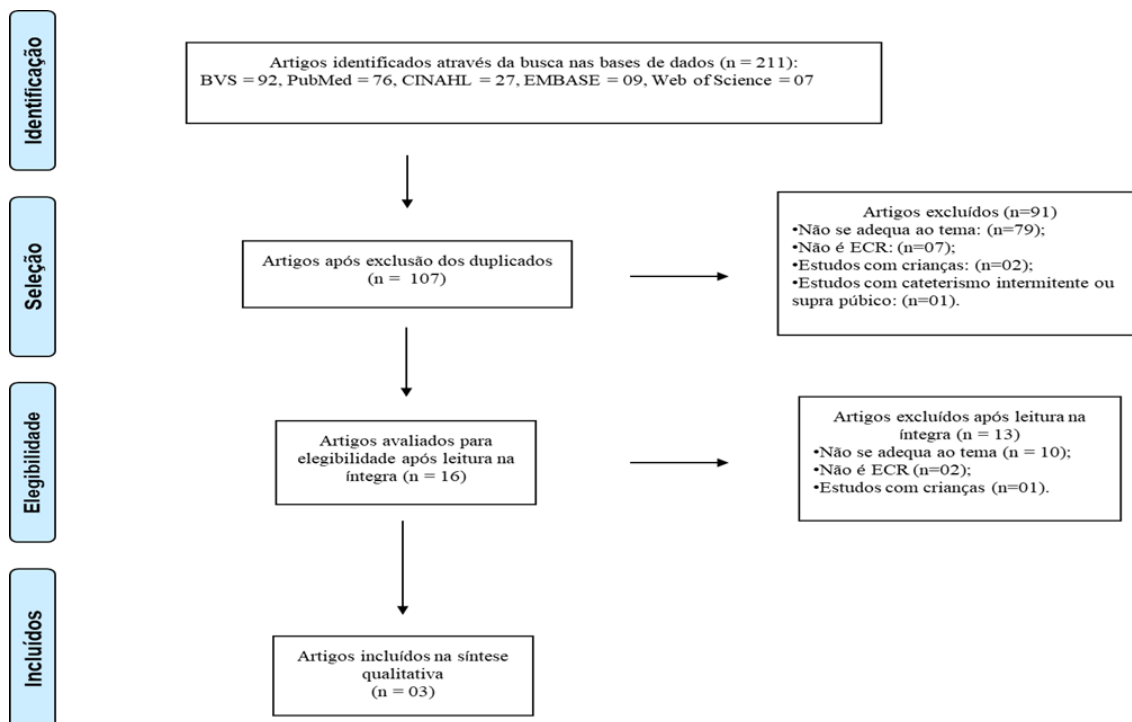 Identificação
Artigos identificados através da busca nas bases de dados (n = 211):
BVS = 92, PubMed = 76, CINAHL = 27, EMBASE = 09, Web of Science = 07
Seleção
Artigos após exclusão dos duplicados
(n = 107)
Artigos excluídos (n=91)
•Não se adequa ao tema: (n=79);
•Não é ECR: (n=07);
•Estudos com crianças: (n=02);
•Estudos com cateterismo intermitente ou
supra púbico: (n=01).
Elegibilidade
Artigos avaliados para
elegibilidade após leitura na
íntegra (n = 16)
Artigos excluídos após leitura na
íntegra (n = 13)
•Não se adequa ao tema (n = 10);
•Não é ECR (n=02);
•Estudos com crianças (n=01).
Incluídos
Artigos incluídos na síntese
qualitativa
(n = 03)